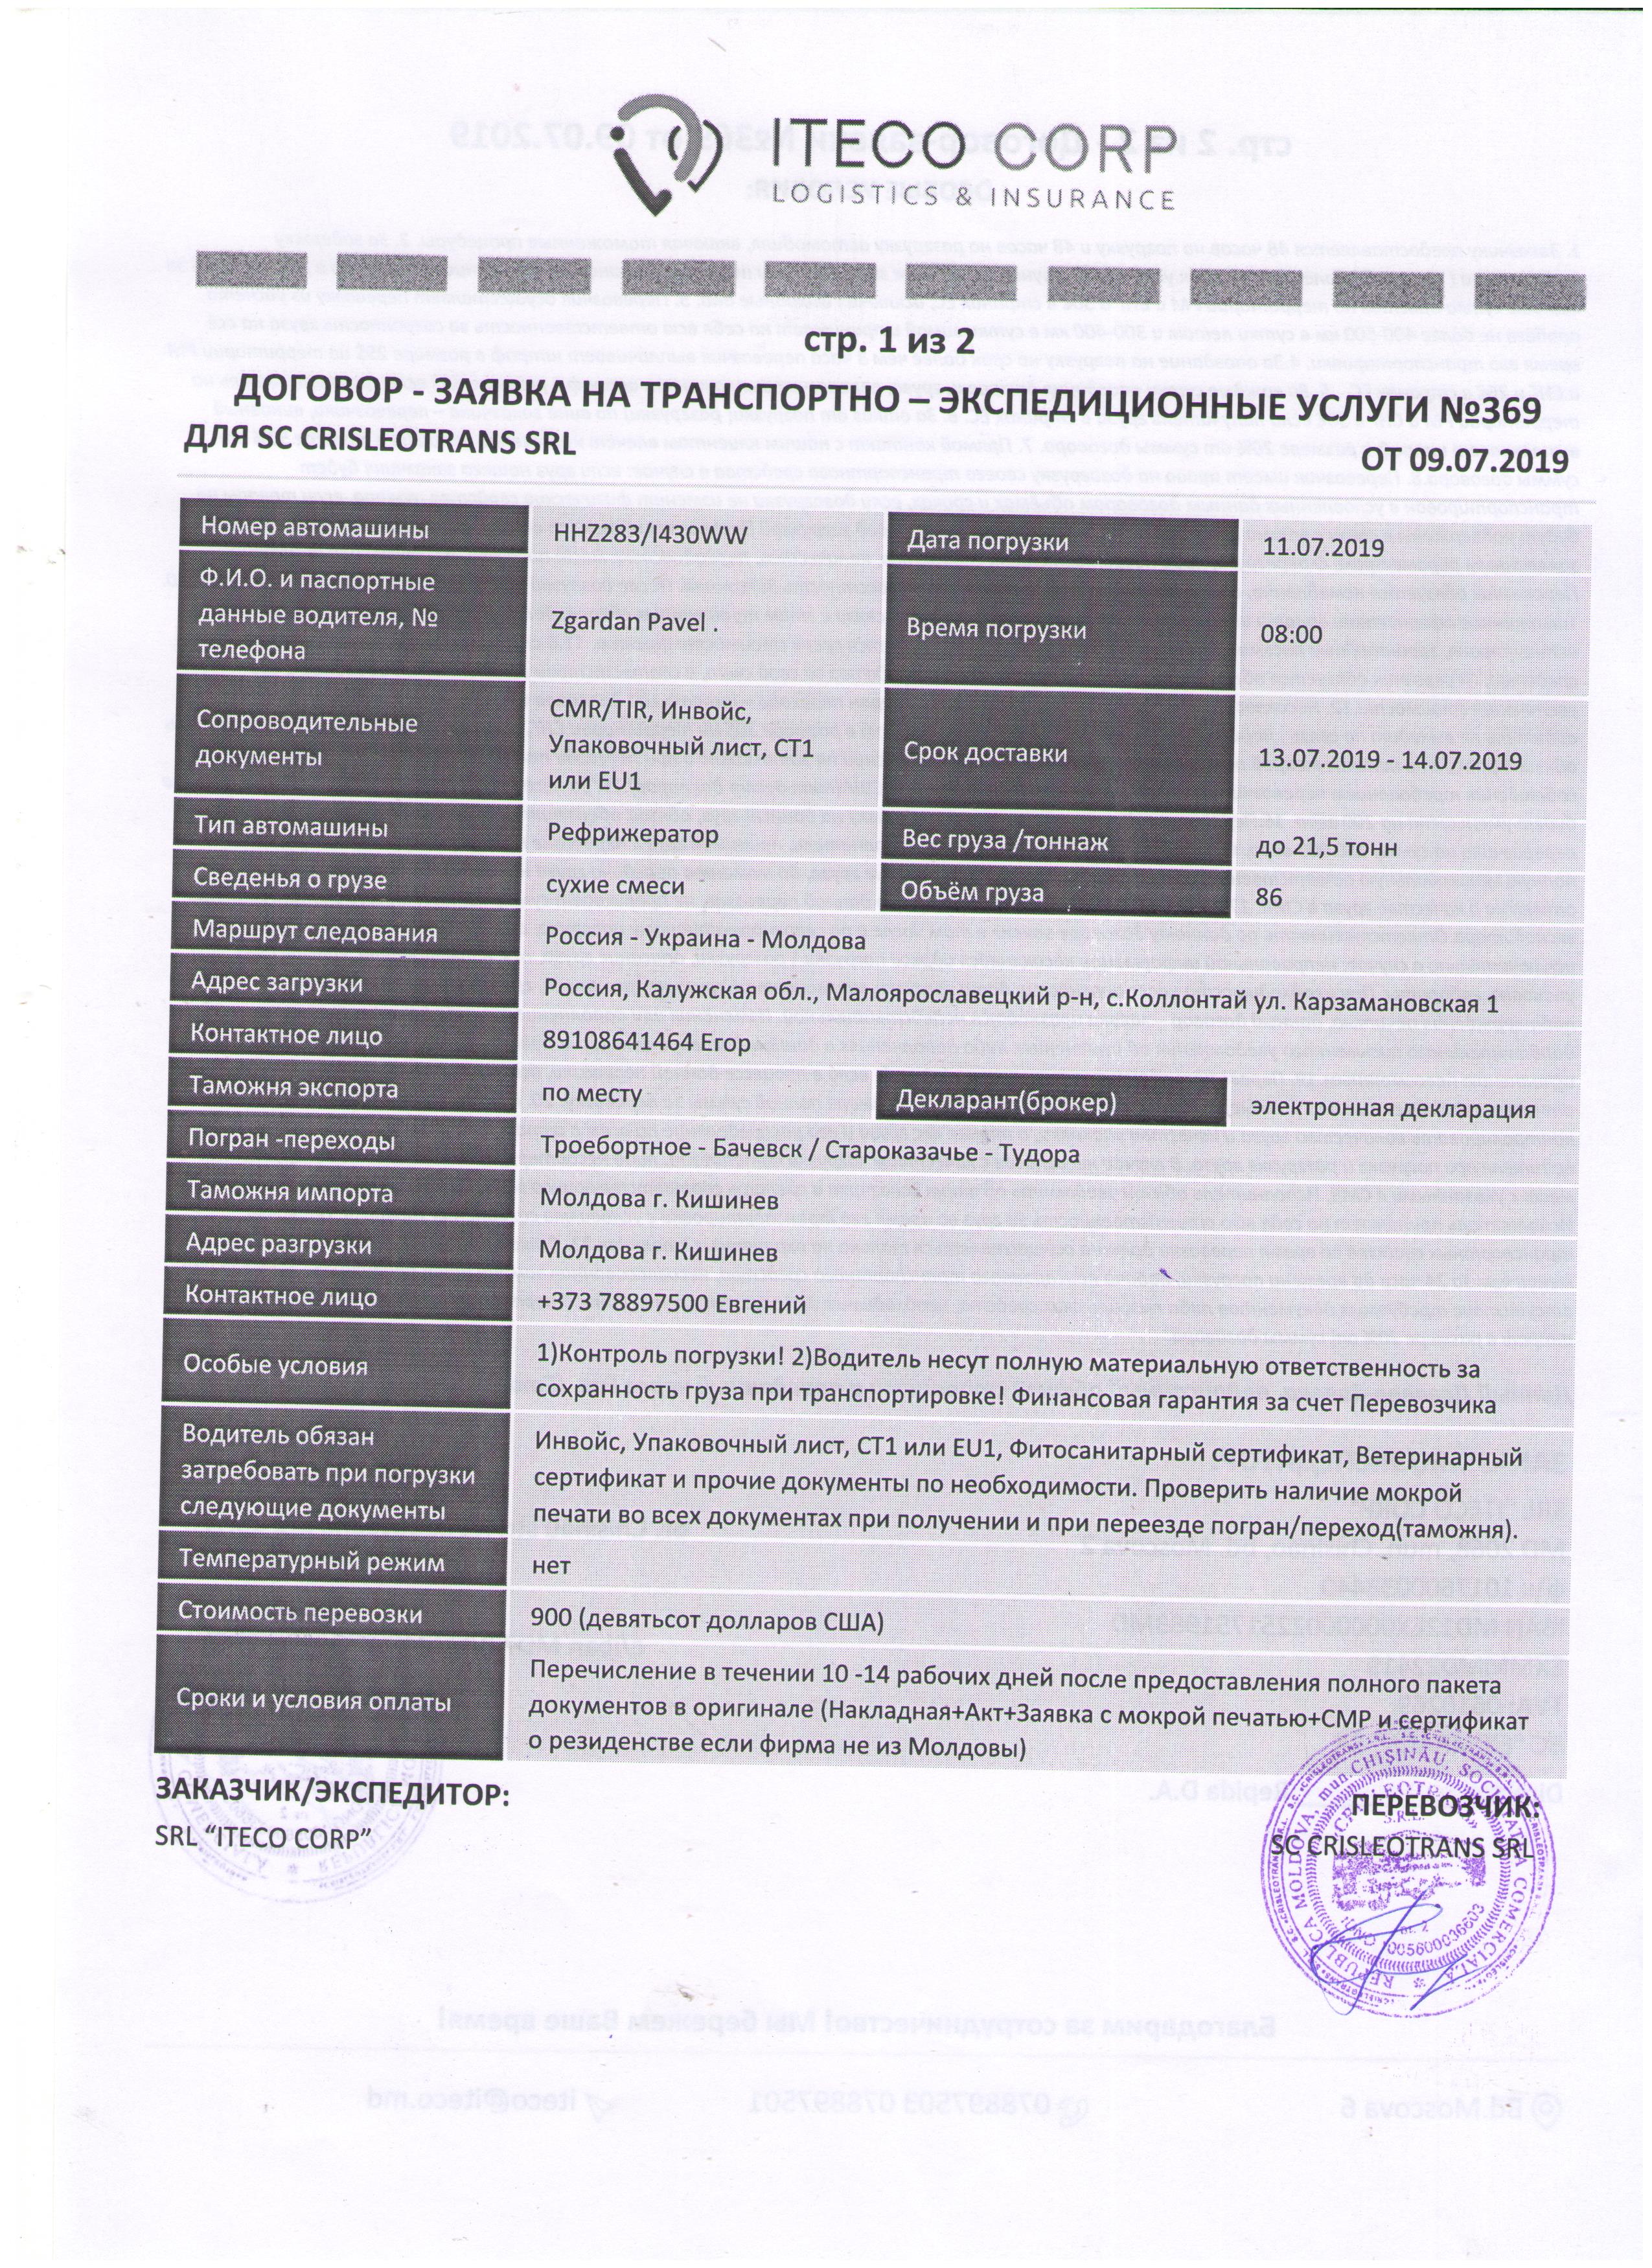 ITECO CORP
LOGISTICS & INSURANCE
стр. 1 из 2
ДОГОВОР - ЗАЯВКА НА ТРАНСПОРТНО – ЭКСПЕДИЦИОННЫЕ УСЛУГИ №369
ДЛЯ SC CRISLEOTRANS SRL
ОТ 09.07.2019
Номер автомашины
HHZ283/I430WW
Дата погрузки
11.07.2019
Ф.И.О. и паспортные
данные водителя, №
телефона
Zgardan Pavel .
Время погрузки
08:00
Сопроводительные
документы
CMR/TIR, Инвойс,
Упаковочный лист, СТ1
или EU1
Срок доставки
13.07.2019 - 14.07.2019
Тип автомашины
Рефрижератор
Вес груза /тоннаж
до 21,5 тонн
Сведенья о грузе
сухие смеси
Объём груза
86
Маршрут следования
Россия - Украина - Молдова
Адрес загрузки
Россия, Калужская обл., Малоярославецкий р-н, с.Коллонтай ул. Карзамановская 1
Контактное лицо
89108641464 Егор
Таможня экспорта
по месту
Декларант(брокер)
электронная декларация
Погран -переходы
Троебортное - Бачевск / Староказачье - Тудора
Таможня импорта
Молдова г. Кишинев
Адрес разгрузки
Молдова г. Кишинев
Контактное лицо
+373 78897500 Евгений
Особые условия
1)Контроль погрузки! 2)Водитель несут полную материальную ответственность за
сохранность груза при транспортировке! Финансовая гарантия за счет Перевозчика
Водитель обязан
затребовать при погрузки
следующие документы
Инвойс, Упаковочный лист, СТ1 или EU1, Фитосанитарный сертификат, Ветеринарный
сертификат и прочие документы по необходимости. Проверить наличие мокрой
печати во всех документах при получении и при переезде погран/переход(таможня).
Температурный режим
нет
Стоимость перевозки
900 (девятьсот долларов США)
Сроки и условия оплаты
Перечисление в течении 10 -14 рабочих дней после предоставления полного пакета
документов в оригинале (Накладная+Акт+Заявка с мокрой печатью+СМР и сертификат
о резиденстве если фирма не из Молдовы)
ЗАКАЗЧИК/ЭКСПЕДИТОР:
SRL “ITECO CORP”
ПЕРЕВОЗЧИК:
SC CRISLEOTRANS SRL
REPUBLICA MOLDOVA, mun.CHIŞINĂU, SOCIETATEA COMERCIALĂ
S.R.L.
1005600036603